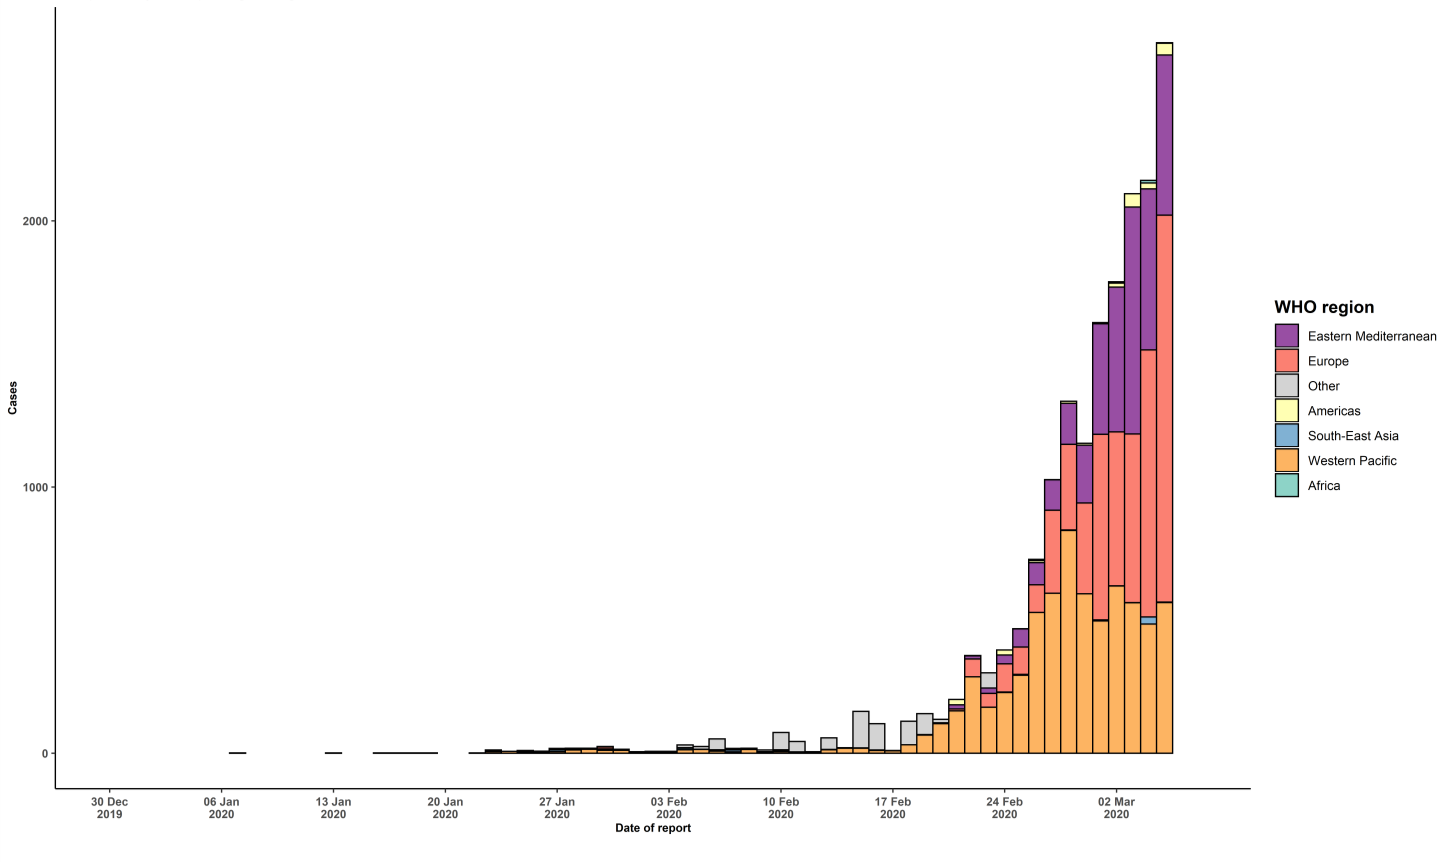 2000
1000
0
Cases
30 Dec
2019
06 Jan
2020
13 Jan
2020
20 Jan
2020
27 Jan
2020
03 Feb
2020
10 Feb
2020
17 Feb
2020
24 Feb
2020
02 Mar
2020
Date of report
WHO region
Eastern Mediterranean
Europe
Other
Americas
South-East Asia
Western Pacific
Africa